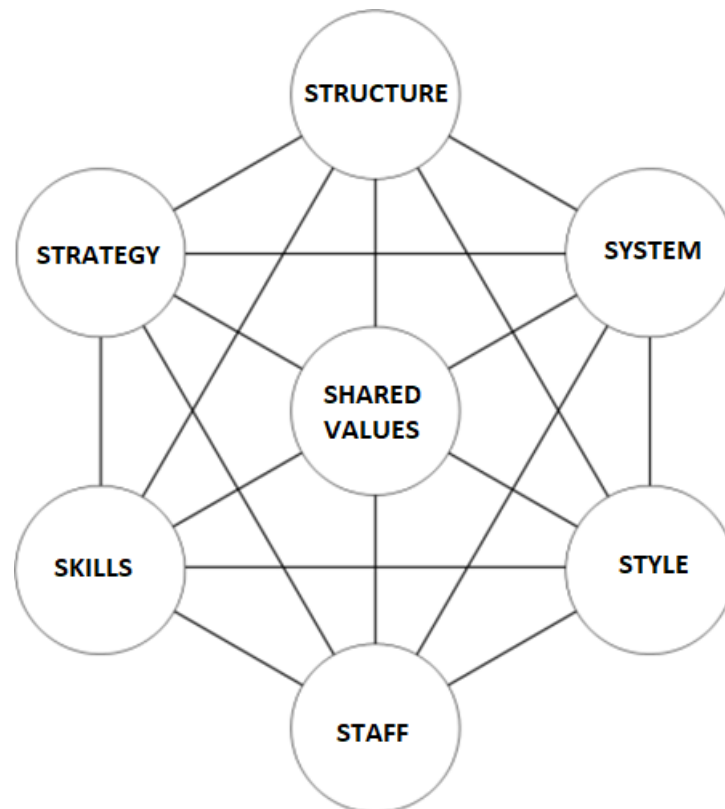 STRUCTURE
STRATEGY
SYSTEM
SHARED
VALUES
SKILLS
STYLE
STAFF